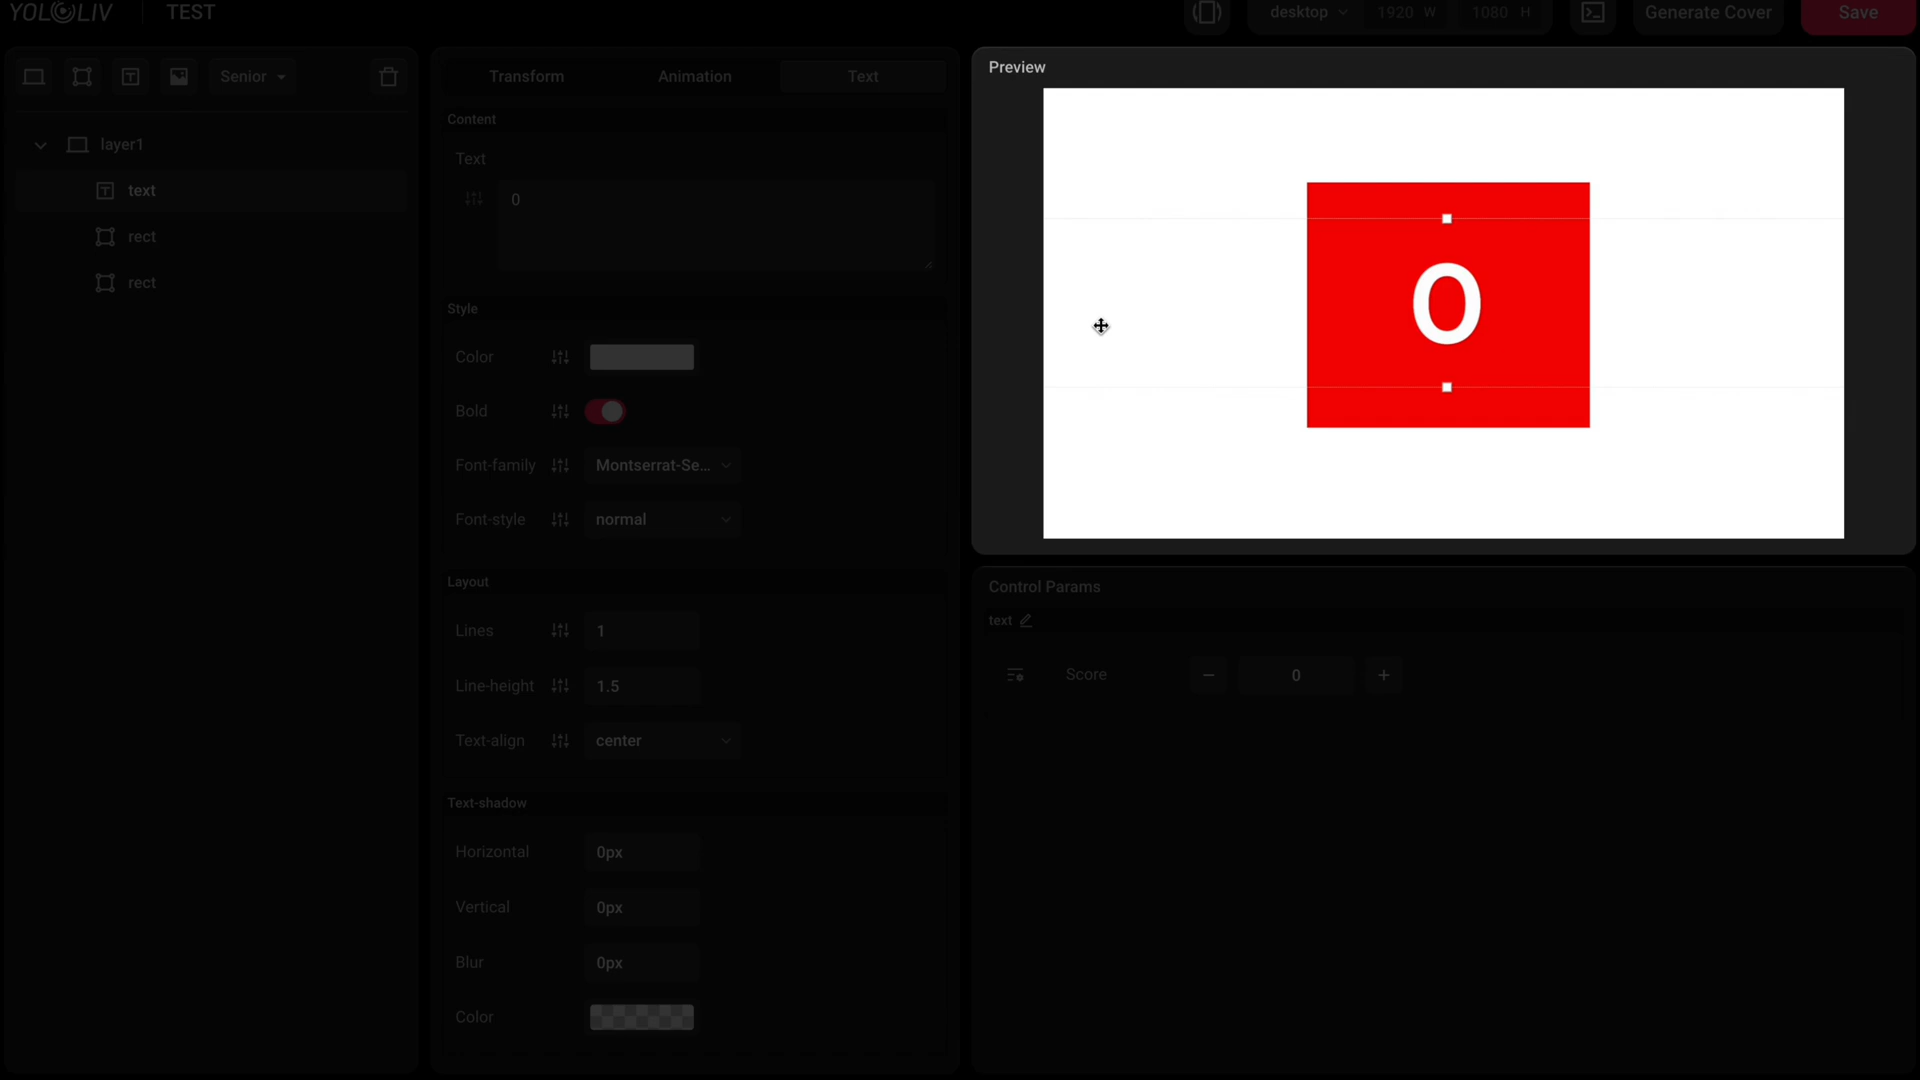 YOLOLIV
TEST
desktop
1920 W
1080 H
Generate Cover
Save
Senior
layer1
text
rect
rect
Transform
Animation
Text
Content
Text
0
Style
Color
Bold
Font-family
Montserrat-Se...
Font-style
normal
Layout
Lines
1
Line-height
1.5
Text-align
center
Text-shadow
Horizontal
0px
Vertical
0px
Blur
0px
Color
Preview
0
Control Params
text
Score
−
0
+